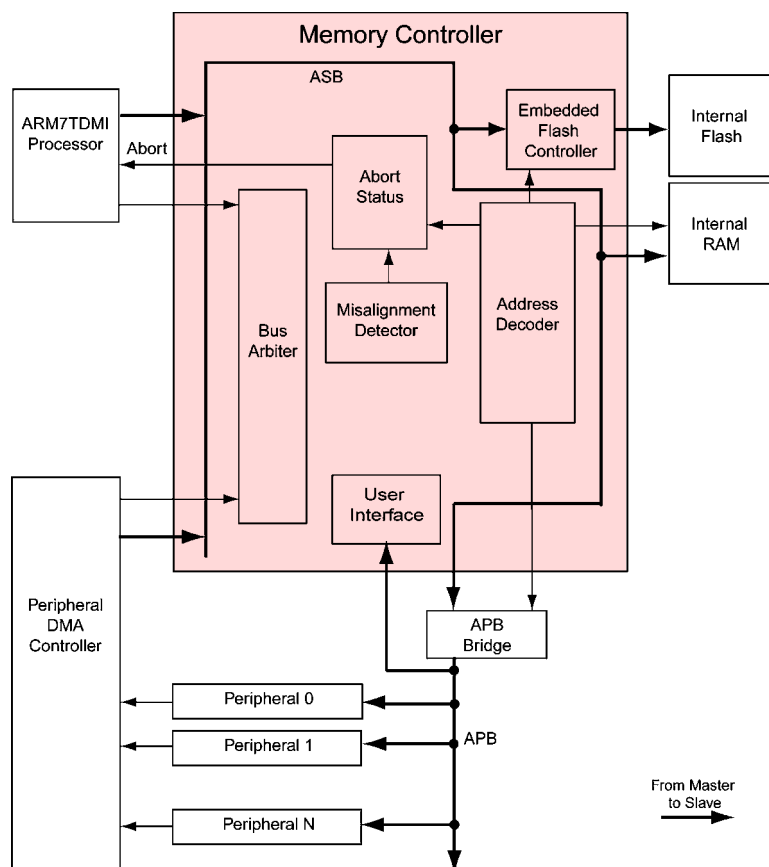 Memory Controller
ASB
ARM7TDMI
Processor
Abort
Embedded
Flash
Controller
Internal
Flash
Abort
Status
Internal
RAM
Misalignment
Detector
Address
Decoder
Bus
Arbiter
User
Interface
Peripheral
DMA
Controller
APB
Bridge
Peripheral 0
Peripheral 1
APB
Peripheral N
From Master
to Slave